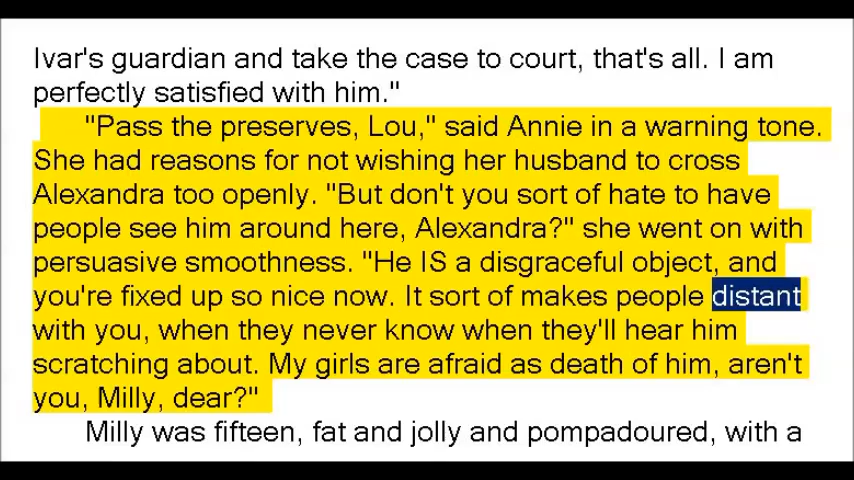 Ivar's guardian and take the case to court, that's all. I am
perfectly satisfied with him."
"Pass the preserves, Lou," said Annie in a warning tone.
She had reasons for not wishing her husband to cross
Alexandra too openly. "But don't you sort of hate to have
people see him around here, Alexandra?" she went on with
persuasive smoothness. "He IS a disgraceful object, and
you're fixed up so nice now. It sort of makes people distant
with you, when they never know when they'll hear him
scratching about. My girls are afraid as death of him, aren't
you, Milly, dear?"
Milly was fifteen, fat and jolly and pompadoured, with a